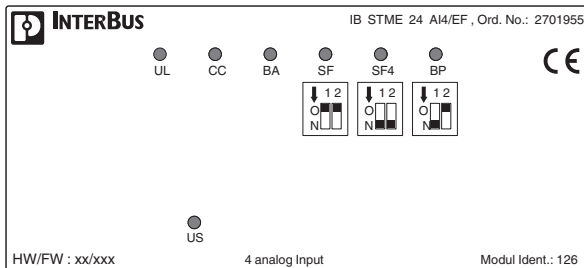 INTERBUS
IB STME 24 AI4/EF , Ord. No.: 2701955
UL CC BA SF SF4 BP
CE
1 2 1 2 1 2
O O O
N N N
US
HW/FW : xx/xxx 4 analog Input Modul Ident.: 126